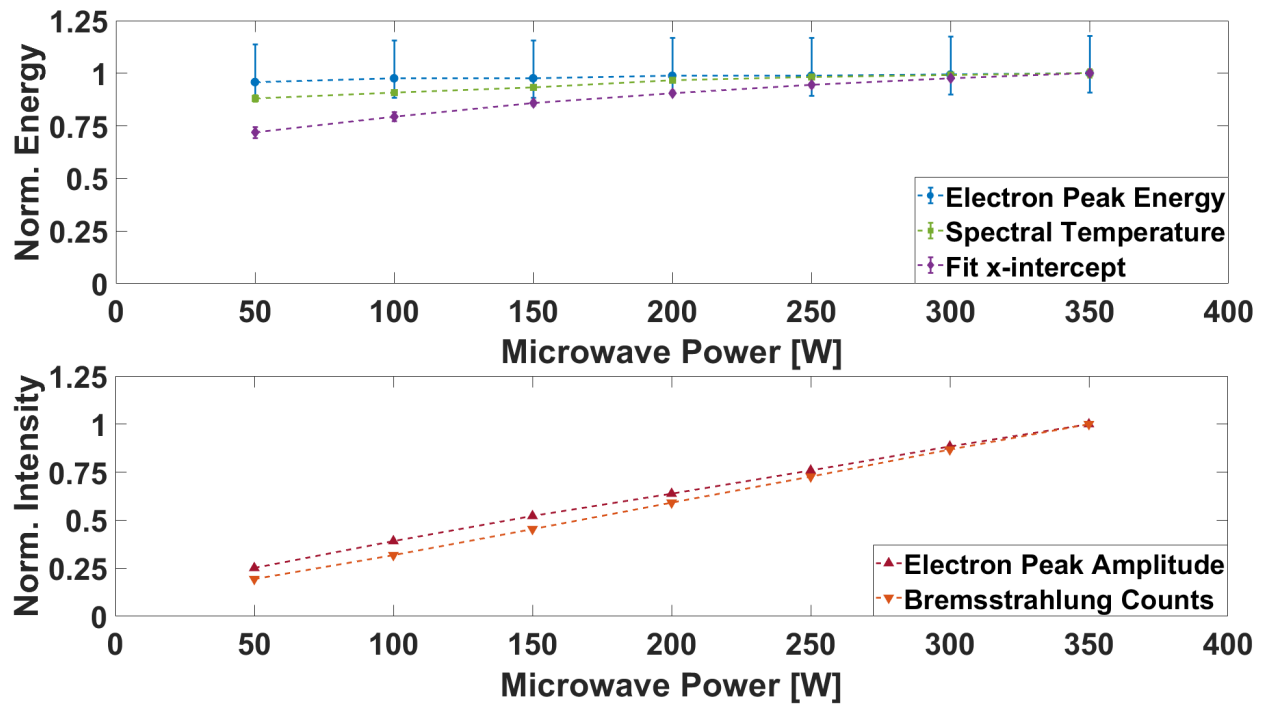 Norm. Energy
1.25
1
0.75
0.5
0.25
0
0 50 100 150 200 250 300 350 400
Microwave Power [W]
Electron Peak Energy
Spectral Temperature
Fit x-intercept
Norm. Intensity
1.25
1
0.75
0.5
0.25
0
0 50 100 150 200 250 300 350 400
Microwave Power [W]
Electron Peak Amplitude
Bremsstrahlung Counts